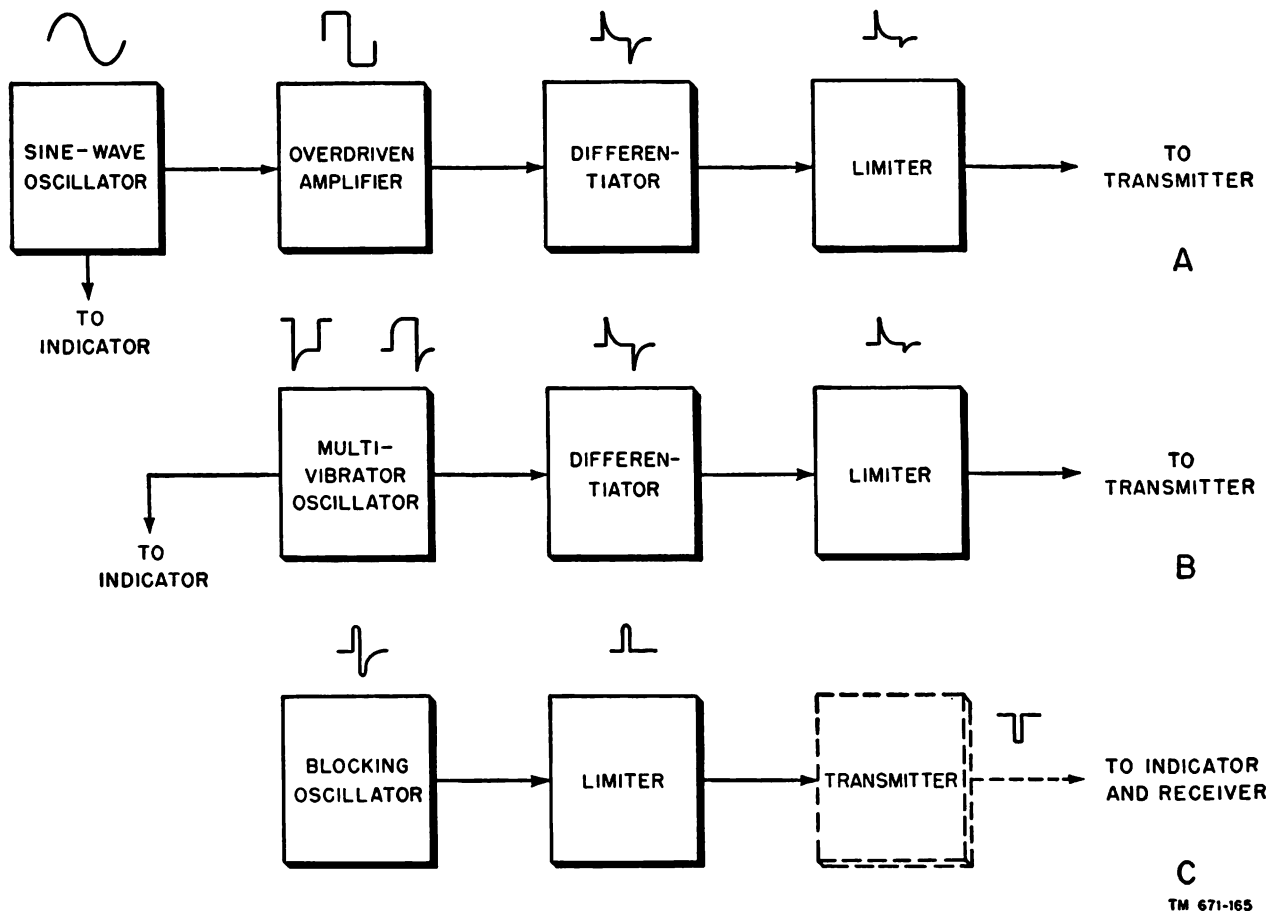 SINE-WAVE
OSCILLATOR
OVERDRIVEN
AMPLIFIER
DIFFEREN-
TIATOR
LIMITER
TO
TRANSMITTER
A
TO
INDICATOR
MULTI-
VIBRATOR
OSCILLATOR
DIFFEREN-
TIATOR
LIMITER
TO
TRANSMITTER
B
TO
INDICATOR
BLOCKING
OSCILLATOR
LIMITER
TRANSMITTER
TO INDICATOR
AND RECEIVER
C
TM 671-165